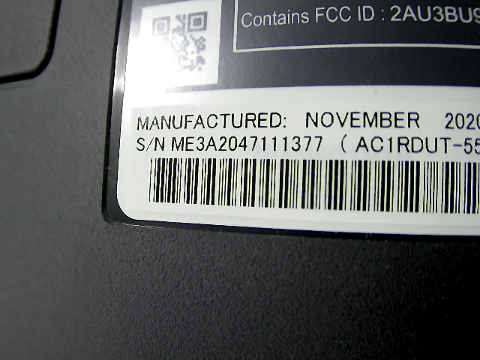 Contains FCC ID : 2AU3BU9
MANUFACTURED: NOVEMBER 2020
S/N ME3A2047111377 ( AC1RDUT-55